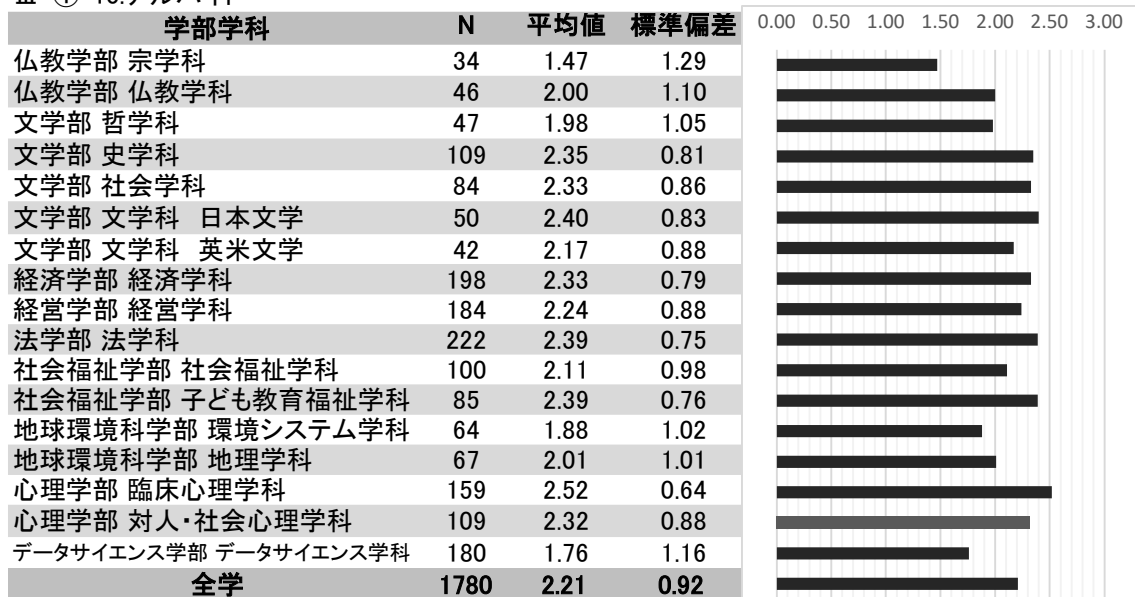 学部学科 N 平均値 標準偏差 0.00 0.50 1.00 1.50 2.00 2.50 3.00
仏教学部 宗学科 34 1.47 1.29
仏教学部 仏教学科 46 2.00 1.10
文学部 哲学科 47 1.98 1.05
文学部 史学科 109 2.35 0.81
文学部 社会学科 84 2.33 0.86
文学部 文学科 日本文学 50 2.40 0.83
文学部 文学科 英米文学 42 2.17 0.88
経済学部 経済学科 198 2.33 0.79
経営学部 経営学科 184 2.24 0.88
法学部 法学科 222 2.39 0.75
社会福祉学部 社会福祉学科 100 2.11 0.98
社会福祉学部 子ども教育福祉学科 85 2.39 0.76
地球環境科学部 環境システム学科 64 1.88 1.02
地球環境科学部 地理学科 67 2.01 1.01
心理学部 臨床心理学科 159 2.52 0.64
心理学部 対人・社会心理学科 109 2.32 0.88
データサイエンス学部 データサイエンス学科 180 1.76 1.16
全学 1780 2.21 0.92